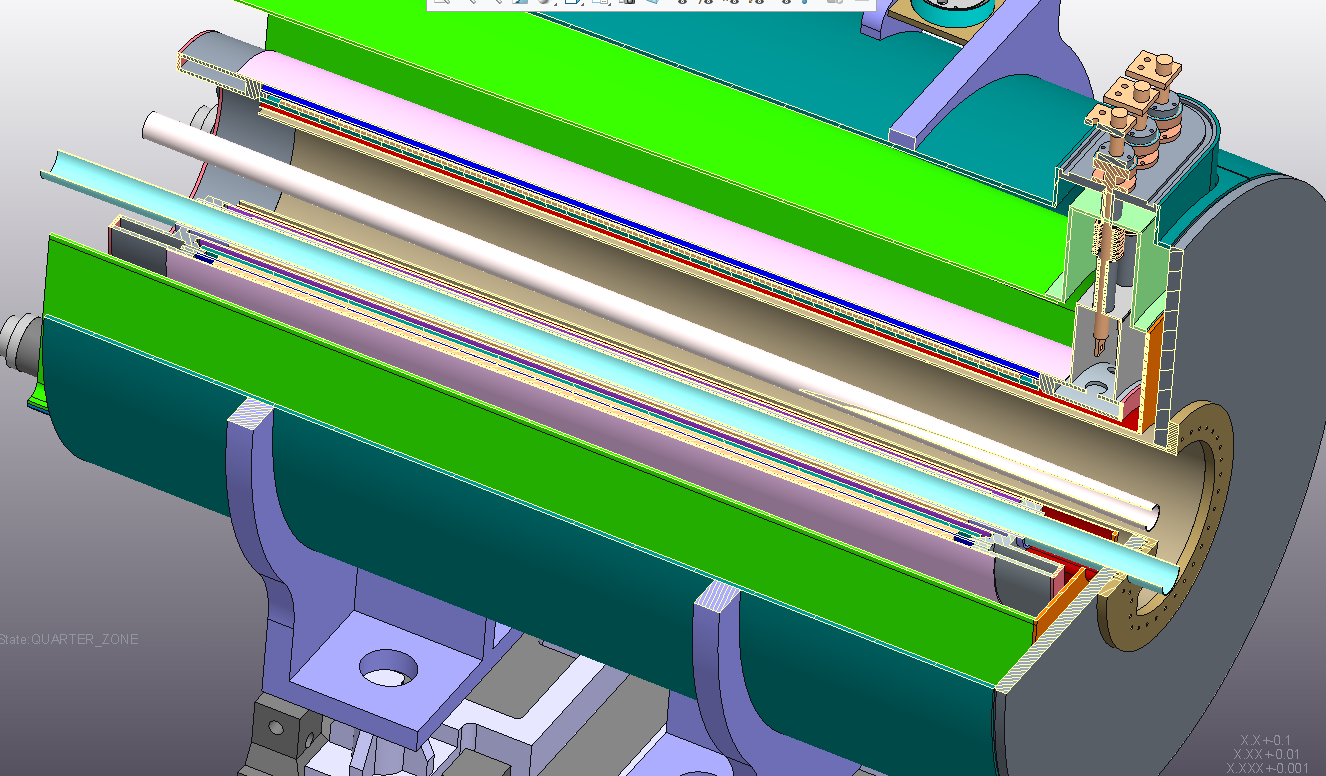 State:QUARTER_ZONE
X.X +-0.1
X.XX +-0.01
X.XXX +-0.001